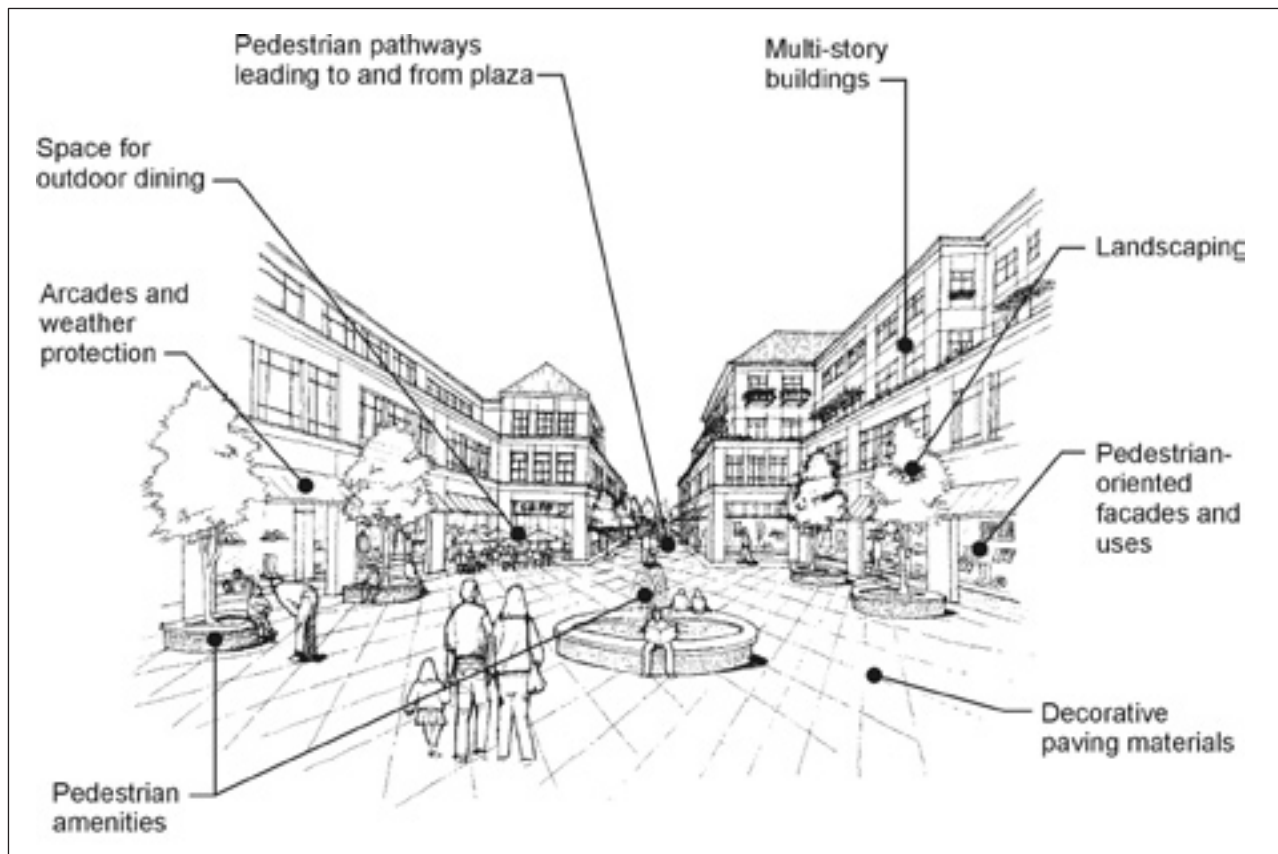 Pedestrian pathways
leading to and from plaza
Multi-story
buildings
Space for
outdoor dining
Landscaping
Arcades and
weather
protection
Pedestrian-
oriented
facades and
uses
Decorative
paving materials
Pedestrian
amenities